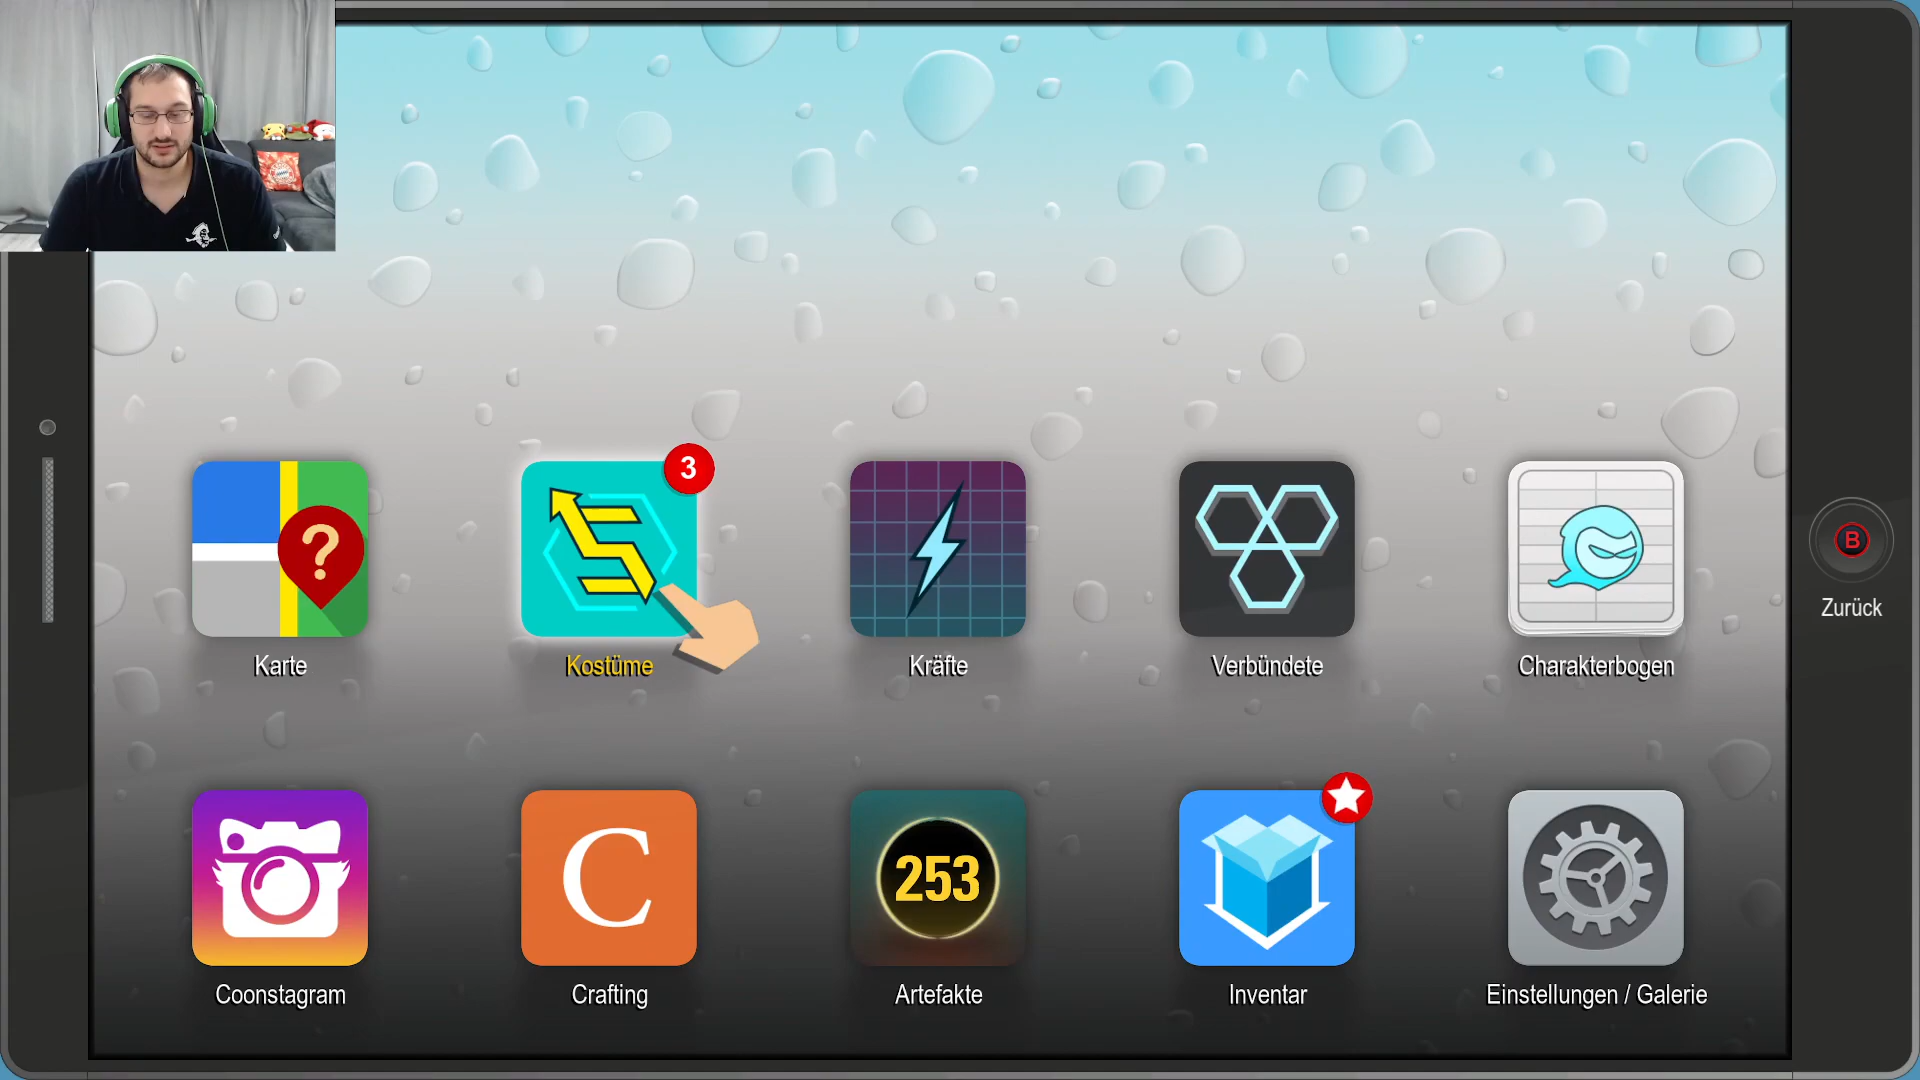 3
Karte
Kostüme
Kräfte
Verbündete
Charakterbogen
B
Zurück
C
253
Coonstagram
Crafting
Artefakte
Inventar
Einstellungen / Galerie